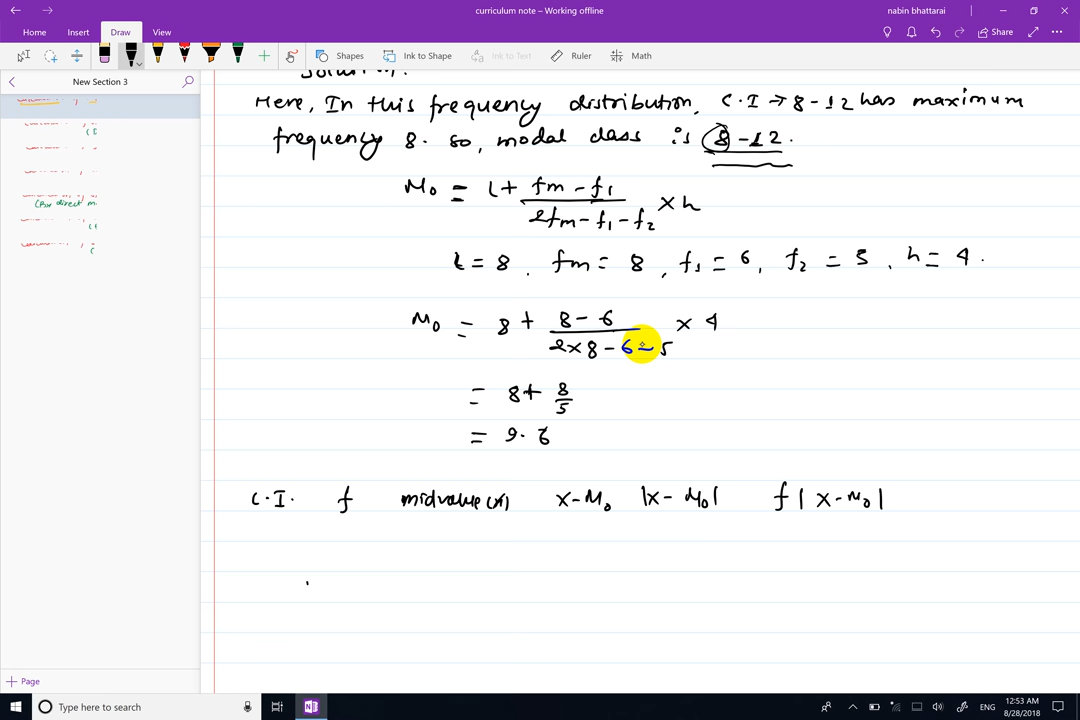 curriculum note – Working offline
nabin bhattarai
Home Insert Draw View
Share
Shapes Ink to Shape Ink to Text Ruler Math
New Section 3
Solution:
Here, In this frequency distribution, C.I → 8-12 has maximum
frequency 8. so, modal class is 8-12.
M₀ = l + (fm - f₁)/(2fm - f₁ - f₂) × h
l = 8, fm = 8, f₁ = 6, f₂ = 5, h = 4.
M₀ = 8 + (8 - 6)/(2×8 - 6 - 5) × 4
= 8 + 8/5
= 9.6
C.I. f midvalue(x) x-M₀ |x-M₀| f|x-M₀|
(For direct m
Page
Type here to search
ENG
12:53 AM
8/28/2018